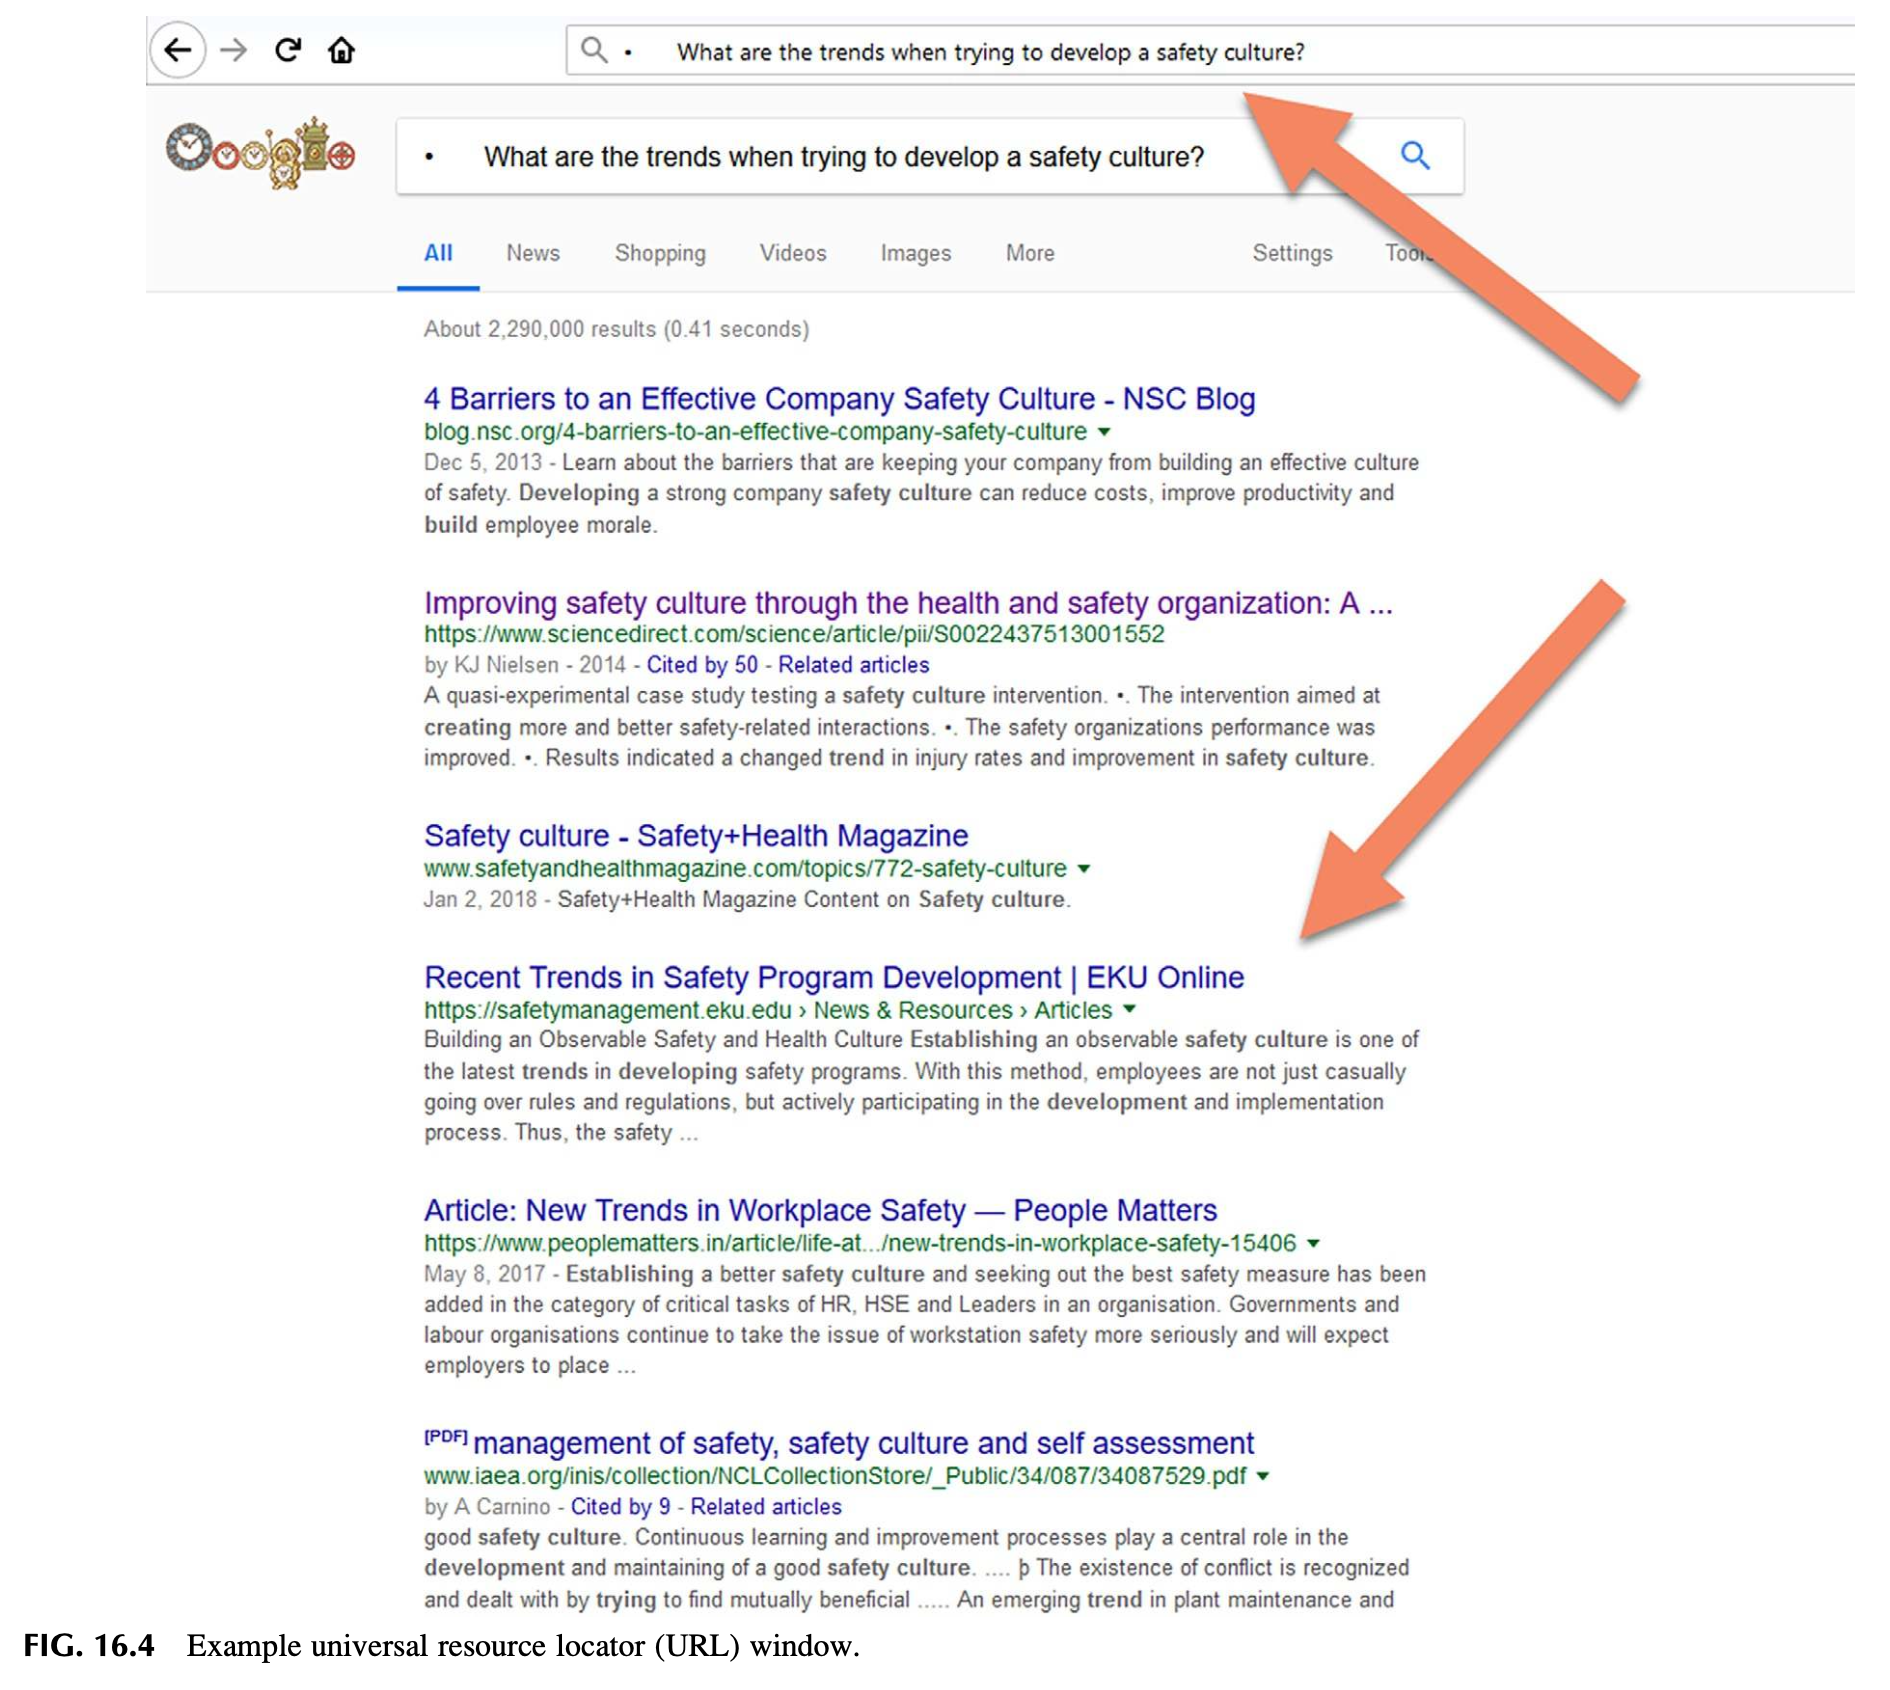 • What are the trends when trying to develop a safety culture?
Google
• What are the trends when trying to develop a safety culture?
All News Shopping Videos Images More Settings Tools
About 2,290,000 results (0.41 seconds)
4 Barriers to an Effective Company Safety Culture - NSC Blog
blog.nsc.org/4-barriers-to-an-effective-company-safety-culture ▼
Dec 5, 2013 - Learn about the barriers that are keeping your company from building an effective culture
of safety. Developing a strong company safety culture can reduce costs, improve productivity and
build employee morale.
Improving safety culture through the health and safety organization: A ...
https://www.sciencedirect.com/science/article/pii/S0022437513001552
by KJ Nielsen - 2014 - Cited by 50 - Related articles
A quasi-experimental case study testing a safety culture intervention. •. The intervention aimed at
creating more and better safety-related interactions. •. The safety organizations performance was
improved. •. Results indicated a changed trend in injury rates and improvement in safety culture.
Safety culture - Safety+Health Magazine
www.safetyandhealthmagazine.com/topics/772-safety-culture ▼
Jan 2, 2018 - Safety+Health Magazine Content on Safety culture.
Recent Trends in Safety Program Development | EKU Online
https://safetymanagement.eku.edu › News & Resources › Articles ▼
Building an Observable Safety and Health Culture Establishing an observable safety culture is one of
the latest trends in developing safety programs. With this method, employees are not just casually
going over rules and regulations, but actively participating in the development and implementation
process. Thus, the safety ...
Article: New Trends in Workplace Safety — People Matters
https://www.peoplematters.in/article/life-at.../new-trends-in-workplace-safety-15406 ▼
May 8, 2017 - Establishing a better safety culture and seeking out the best safety measure has been
added in the category of critical tasks of HR, HSE and Leaders in an organisation. Governments and
labour organisations continue to take the issue of workstation safety more seriously and will expect
employers to place ...
[PDF] management of safety, safety culture and self assessment
www.iaea.org/inis/collection/NCLCollectionStore/_Public/34/087/34087529.pdf ▼
by A Carnino - Cited by 9 - Related articles
good safety culture. Continuous learning and improvement processes play a central role in the
development and maintaining of a good safety culture. .... þ The existence of conflict is recognized
and dealt with by trying to find mutually beneficial ..... An emerging trend in plant maintenance and
FIG. 16.4 Example universal resource locator (URL) window.